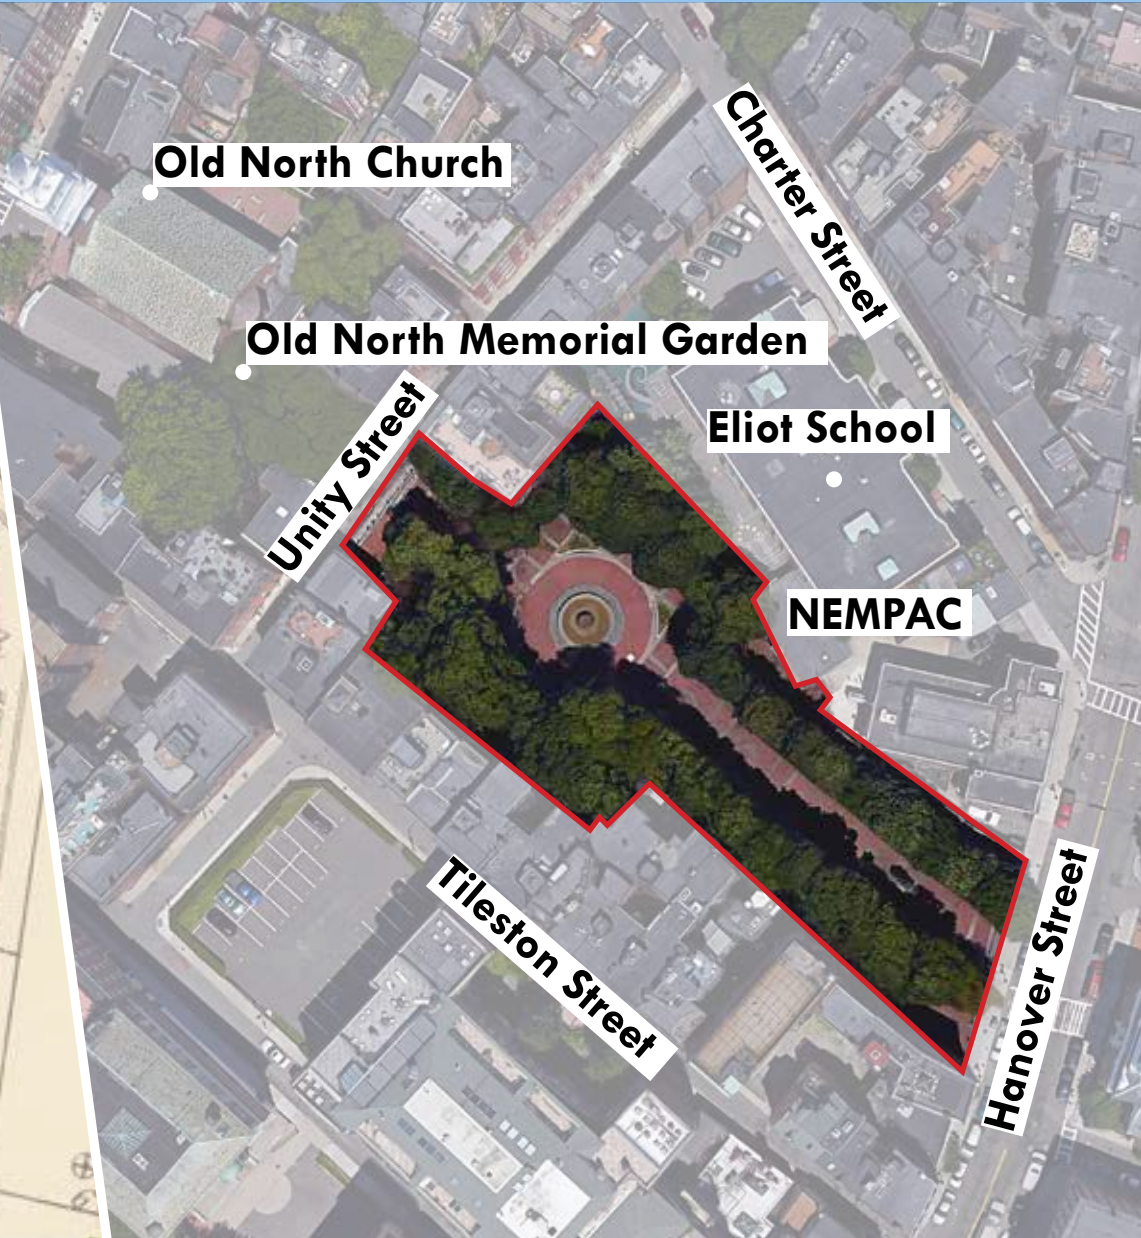 Charter Street
Old North Church
Old North Memorial Garden
Unity Street
Eliot School
NEMPAC
Tileston Street
Hanover Street